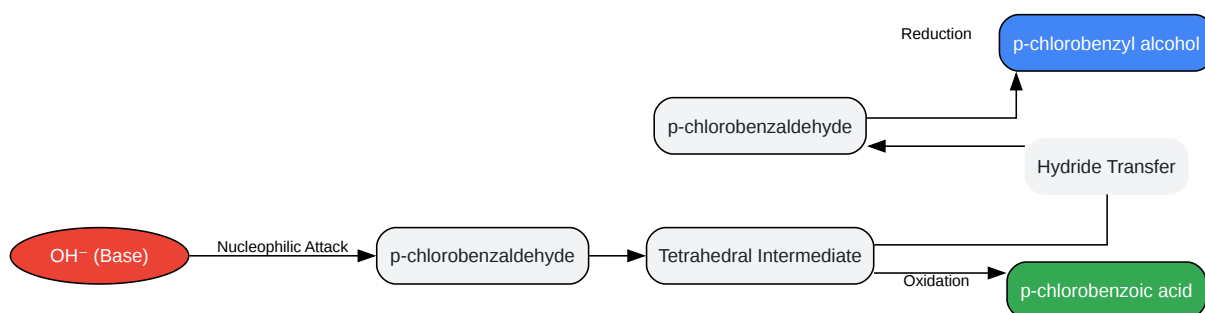 Reduction
p-chlorobenzyl alcohol
p-chlorobenzaldehyde
Hydride Transfer
OH⁻ (Base)
Nucleophilic Attack
p-chlorobenzaldehyde
Tetrahedral Intermediate
Oxidation
p-chlorobenzoic acid